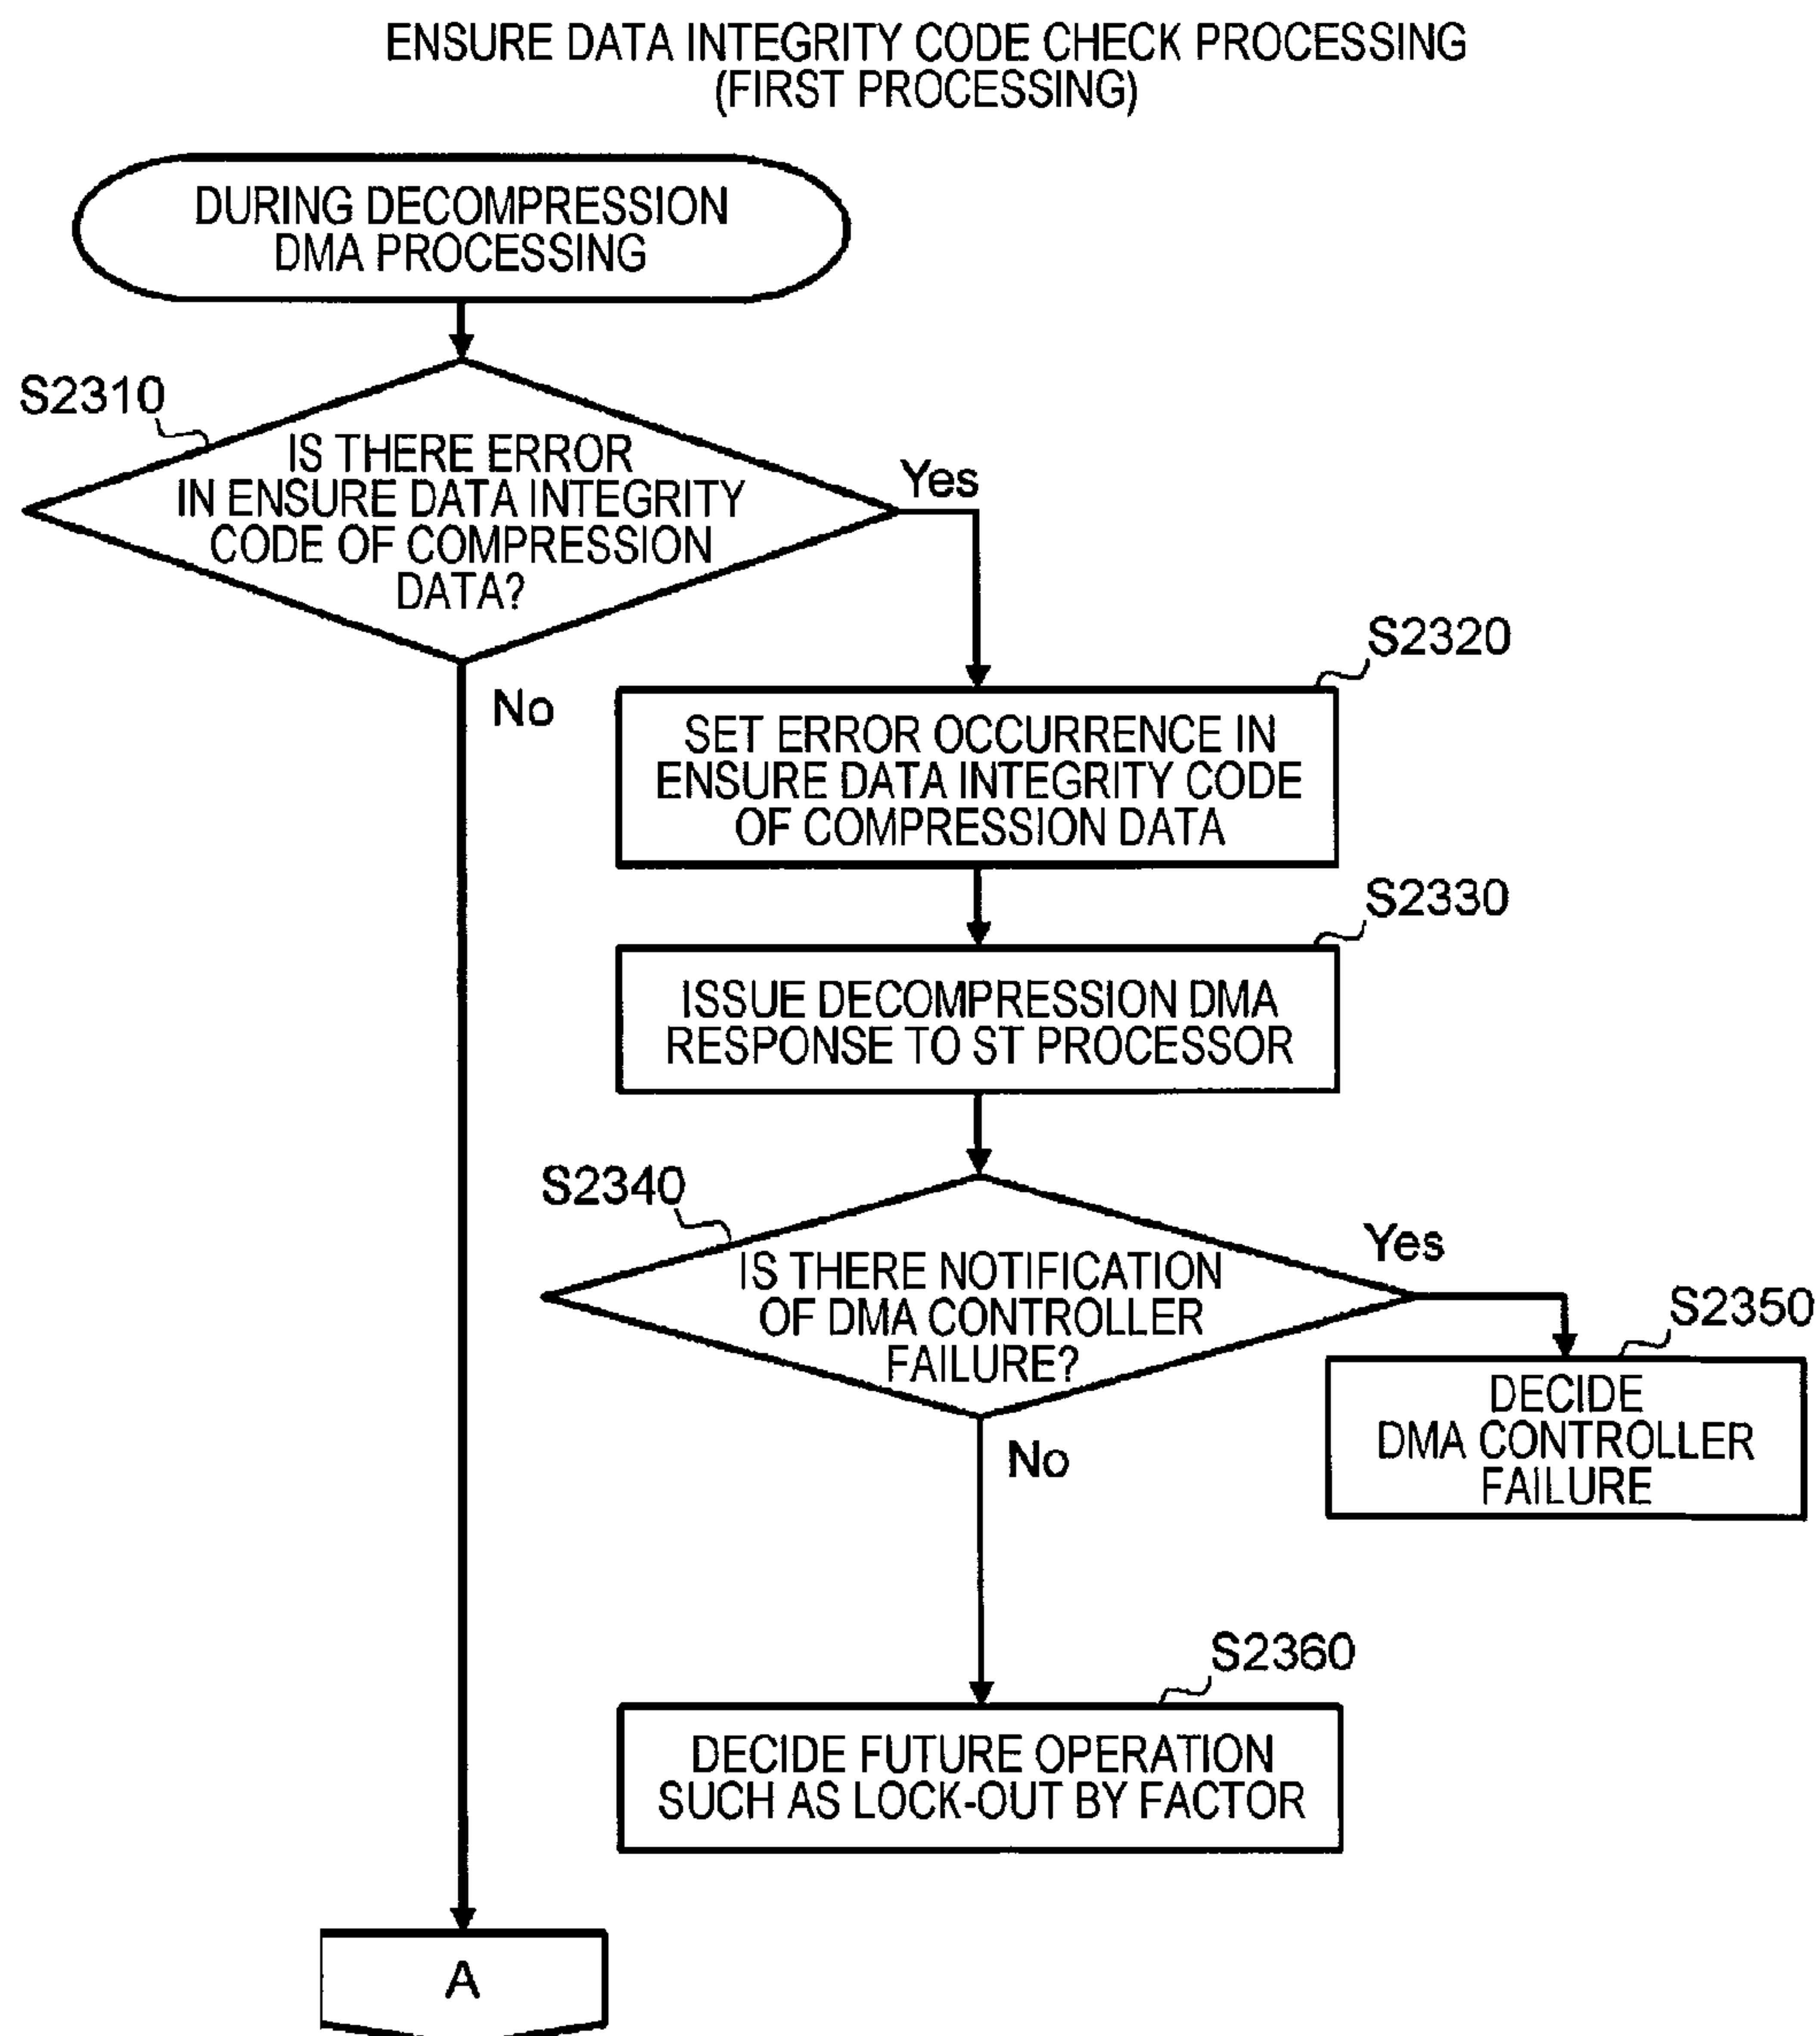 ENSURE DATA INTEGRITY CODE CHECK PROCESSING
(FIRST PROCESSING)
DURING DECOMPRESSION
DMA PROCESSING
S2310
IS THERE ERROR
IN ENSURE DATA INTEGRITY
CODE OF COMPRESSION
DATA?
Yes
No
S2320
SET ERROR OCCURRENCE IN
ENSURE DATA INTEGRITY CODE
OF COMPRESSION DATA
S2330
ISSUE DECOMPRESSION DMA
RESPONSE TO ST PROCESSOR
S2340
IS THERE NOTIFICATION
OF DMA CONTROLLER
FAILURE?
Yes
S2350
DECIDE
DMA CONTROLLER
FAILURE
No
S2360
DECIDE FUTURE OPERATION
SUCH AS LOCK-OUT BY FACTOR
A